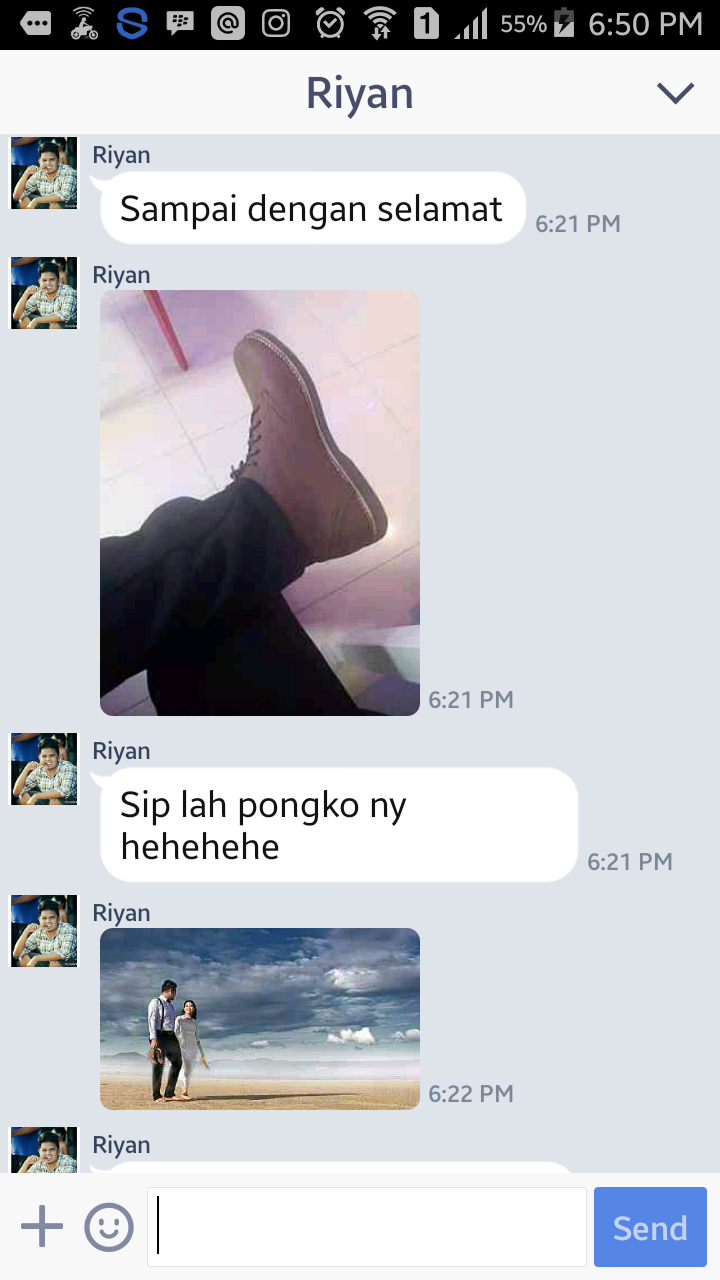 1 55% 6:50 PM
Riyan
Riyan
Sampai dengan selamat
6:21 PM
Riyan
6:21 PM
Riyan
Sip lah pongko ny
hehehehe
6:21 PM
Riyan
6:22 PM
Riyan
Send